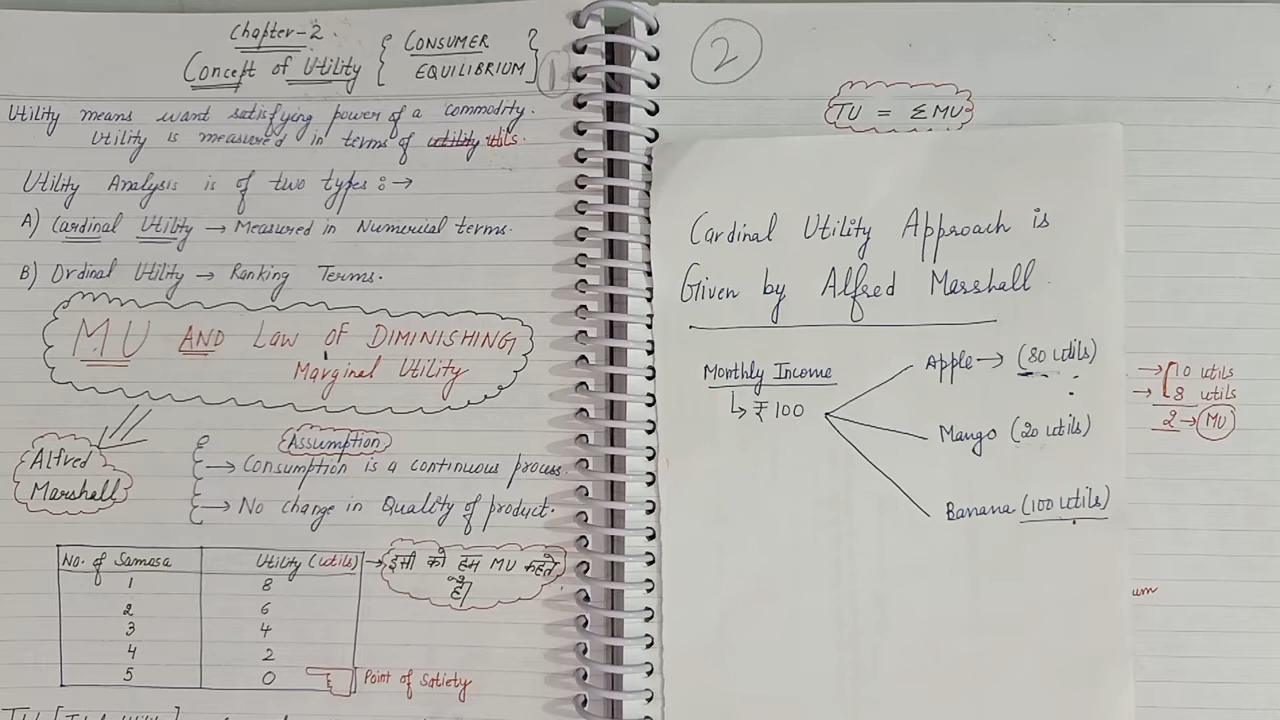 Chapter-2.
Concept of Utility { CONSUMER EQUILIBRIUM }
1
Utility means want satisfying power of a commodity.
Utility is measured in terms of utility utils.
Utility Analysis is of two types :→
A) Cardinal Utility → Measured in Numerical terms.
B) Ordinal Utility → Ranking Terms.
MU AND LAW OF DIMINISHING
Marginal Utility
Alfred
Marshall
Assumption
→ Consumption is a continuous process.
→ No change in Quality of product.
No. of Samosa Utility (utils) → इसी को हम MU कहते
है।
1 8
2 6
3 4
4 2
5 0 Point of Satiety
2
TU = ΣMU
Cardinal Utility Approach is
Given by Alfred Marshall.
Monthly Income
↳ ₹100
Apple → (80 utils)
Mango (20 utils)
Banana (100 utils)
→ 10 utils
→ 8 utils
2 → MU
um